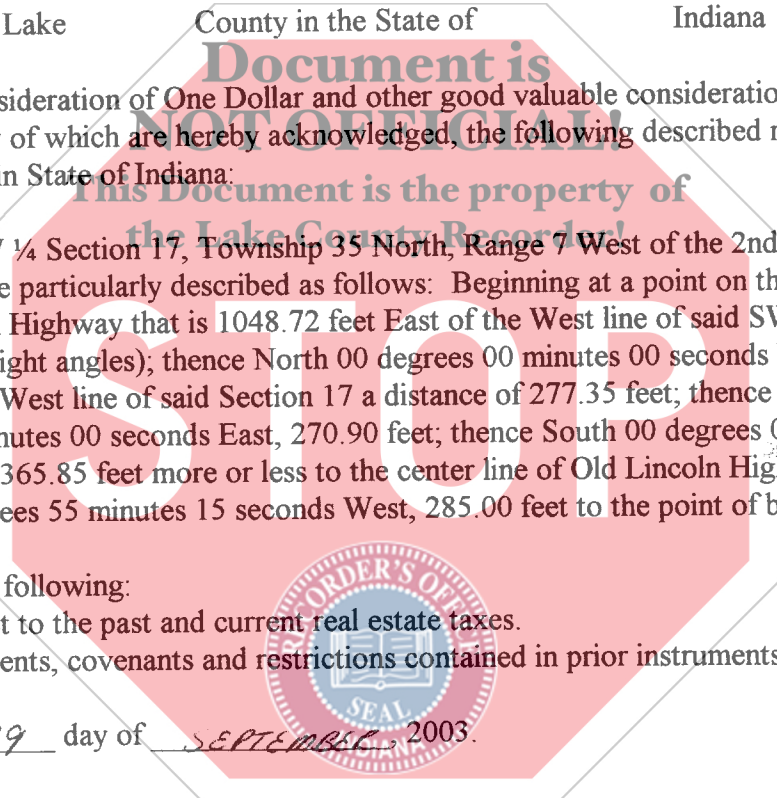 Lake County in the State of Indiana
Document is
sideration of One Dollar and other good valuable consideratio
NOT OFFICIAL!
of which are hereby acknowledged, the following described
in State of Indiana:
This Document is the property of
the Lake County Recorder!
¼ Section 17, Township 35 North, Range 7 West of the 2nd
e particularly described as follows: Beginning at a point on th
Highway that is 1048.72 feet East of the West line of said SW
ight angles); thence North 00 degrees 00 minutes 00 seconds
West line of said Section 17 a distance of 277.35 feet; thence
nutes 00 seconds East, 270.90 feet; thence South 00 degrees 0
365.85 feet more or less to the center line of Old Lincoln Hig
ees 55 minutes 15 seconds West, 285.00 feet to the point of b
STOP
following:
t to the past and current real estate taxes.
ents, covenants and restrictions contained in prior instruments
RECORDER'S OFFICE
SEAL
INDIANA
9 day of SEPTEMBER, 2003.